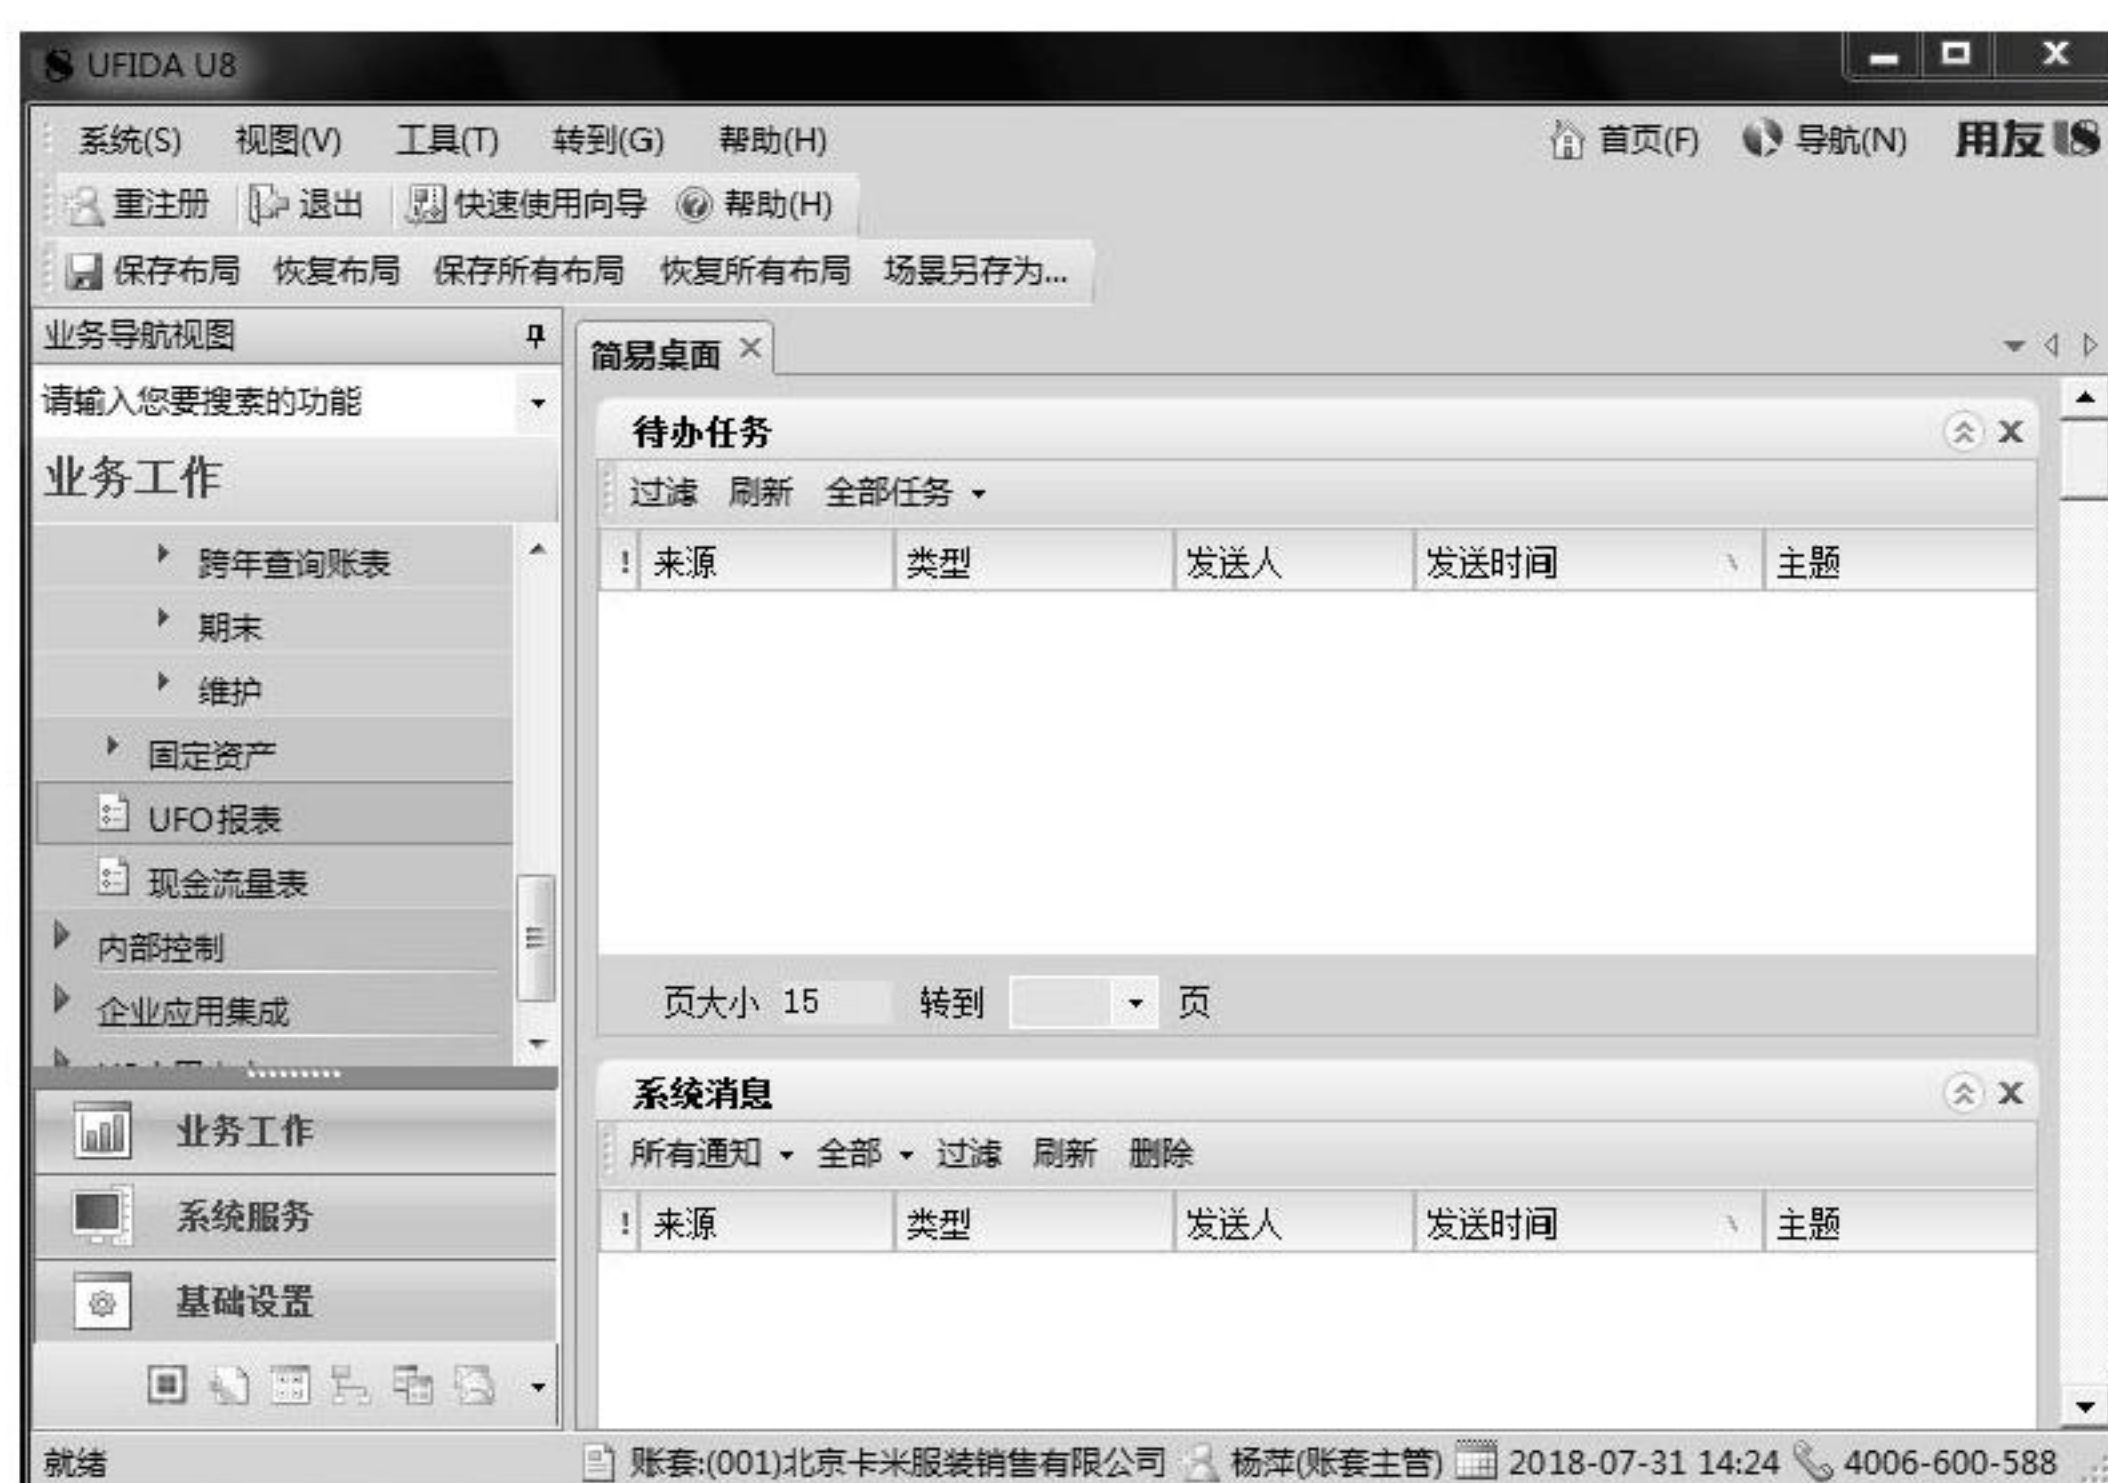 UFIDA U8
系统(S) 视图(V) 工具(T) 转到(G) 帮助(H) 首页(F) 导航(N) 用友 U8
重注册 退出 快速使用向导 帮助(H)
保存布局 恢复布局 保存所有布局 恢复所有布局 场景另存为...
业务导航视图
请输入您要搜索的功能
业务工作
跨年查询账表
期末
维护
固定资产
UFO报表
现金流量表
内部控制
企业应用集成
业务工作
系统服务
基础设置
简易桌面
待办任务
过滤 刷新 全部任务
! 来源 类型 发送人 发送时间 主题
页大小 15 转到 页
系统消息
所有通知 全部 过滤 刷新 删除
! 来源 类型 发送人 发送时间 主题
就绪 账套:(001)北京卡米服装销售有限公司 杨萍(账套主管) 2018-07-31 14:24 4006-600-588